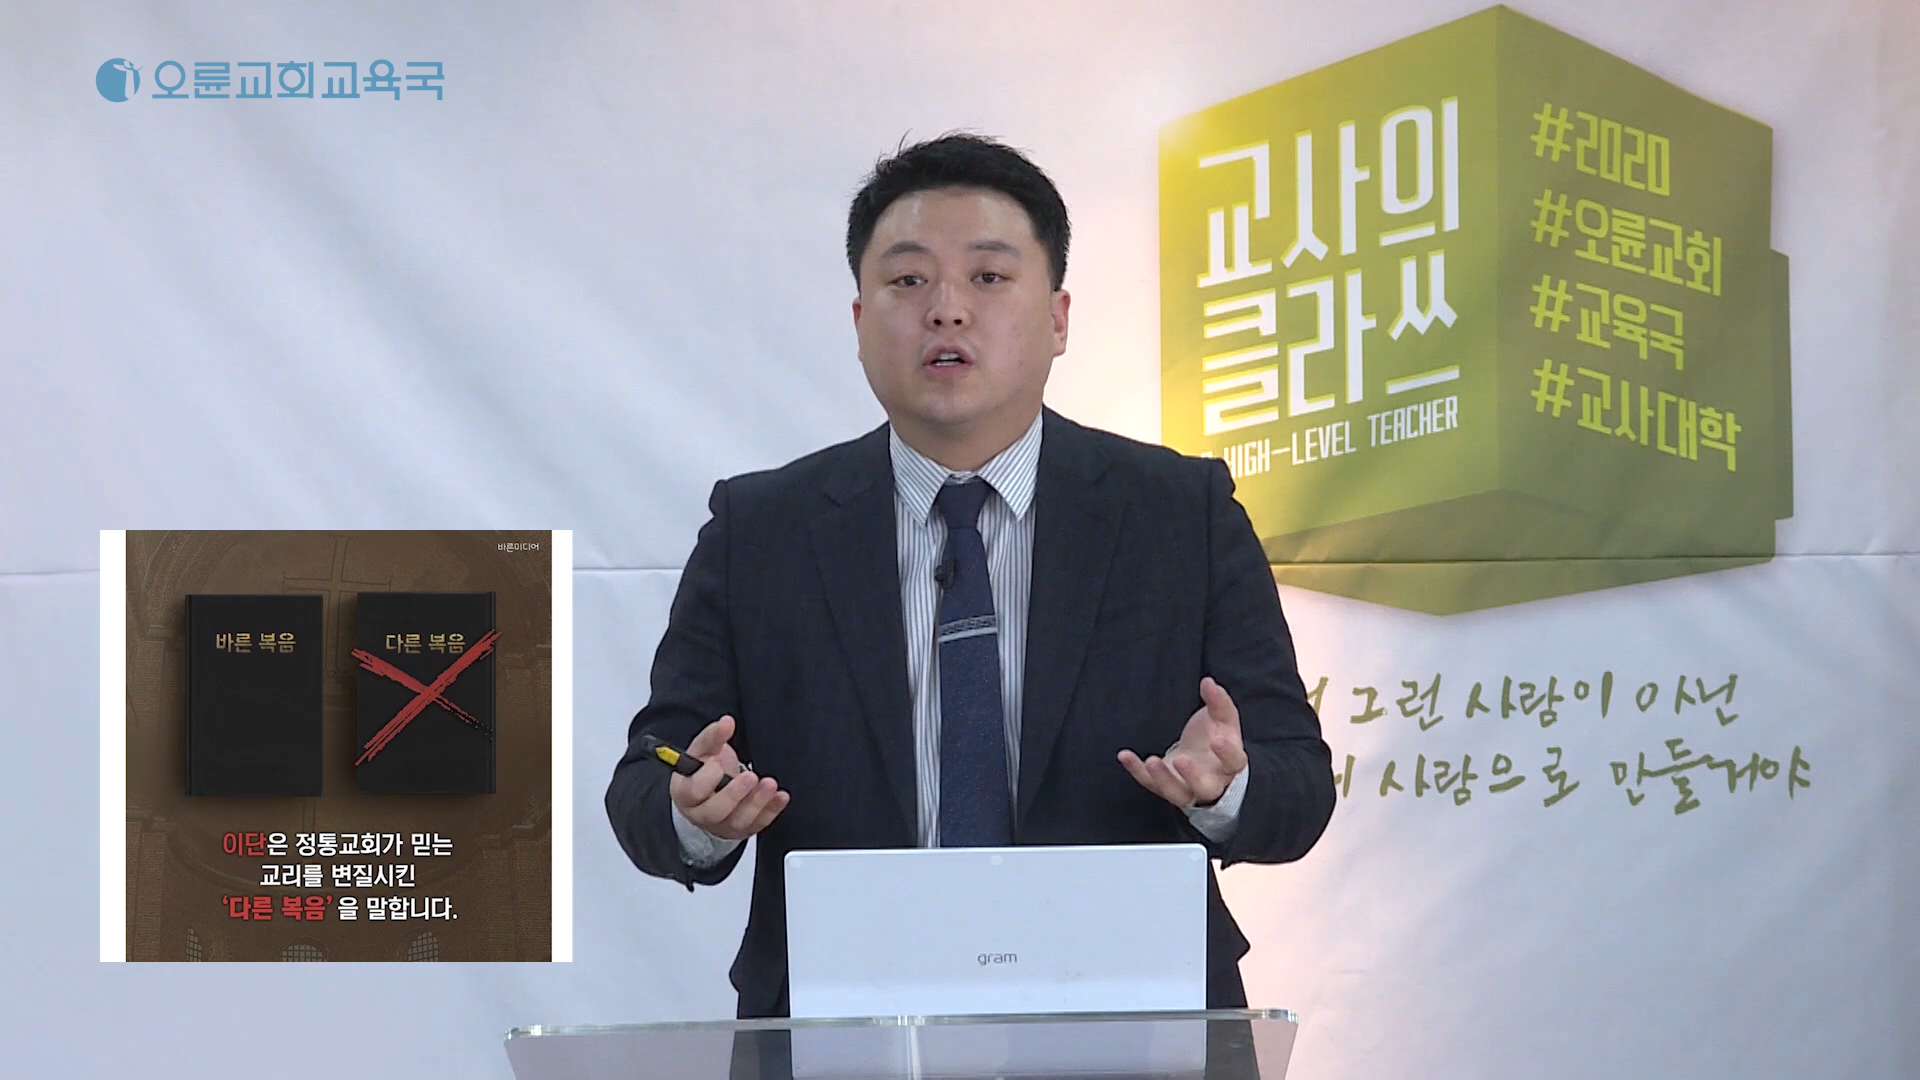 오륜교회교육국
교사의
클라쓰
HIGH-LEVEL TEACHER
#2020
#오륜교회
#교육국
#교사대학
그런 사람이 아닌
사람으로 만들거야
바른미디어
바른 복음
다른 복음
이단은 정통교회가 믿는
교리를 변질시킨
‘다른 복음’을 말합니다.
gram